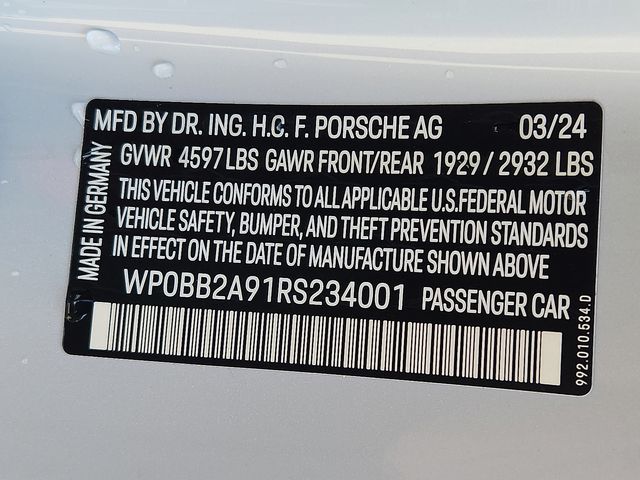 MFD BY DR. ING. H.C. F. PORSCHE AG 03/24
GVWR 4597 LBS GAWR FRONT/REAR 1929 / 2932 LBS
THIS VEHICLE CONFORMS TO ALL APPLICABLE U.S.FEDERAL MOTOR
VEHICLE SAFETY, BUMPER, AND THEFT PREVENTION STANDARDS
IN EFFECT ON THE DATE OF MANUFACTURE SHOWN ABOVE
WP0BB2A91RS234001 PASSENGER CAR
MADE IN GERMANY
992.010.534.D